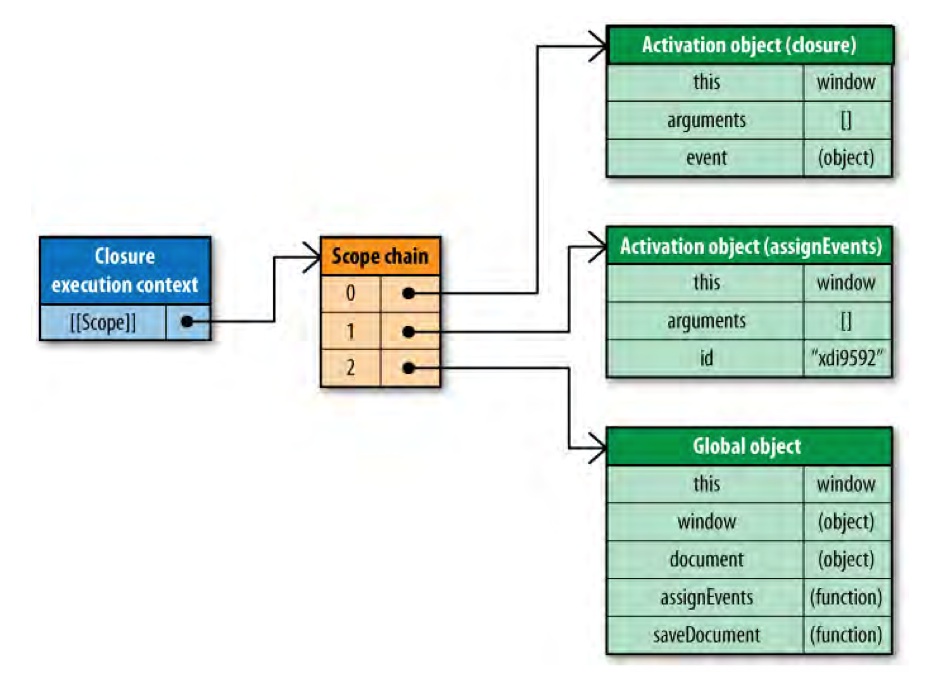 Activation object (closure)
this window
arguments []
event (object)
Closure
execution context
[[Scope]]
Scope chain
0
1
2
Activation object (assignEvents)
this window
arguments []
id "xdi9592"
Global object
this window
window (object)
document (object)
assignEvents (function)
saveDocument (function)